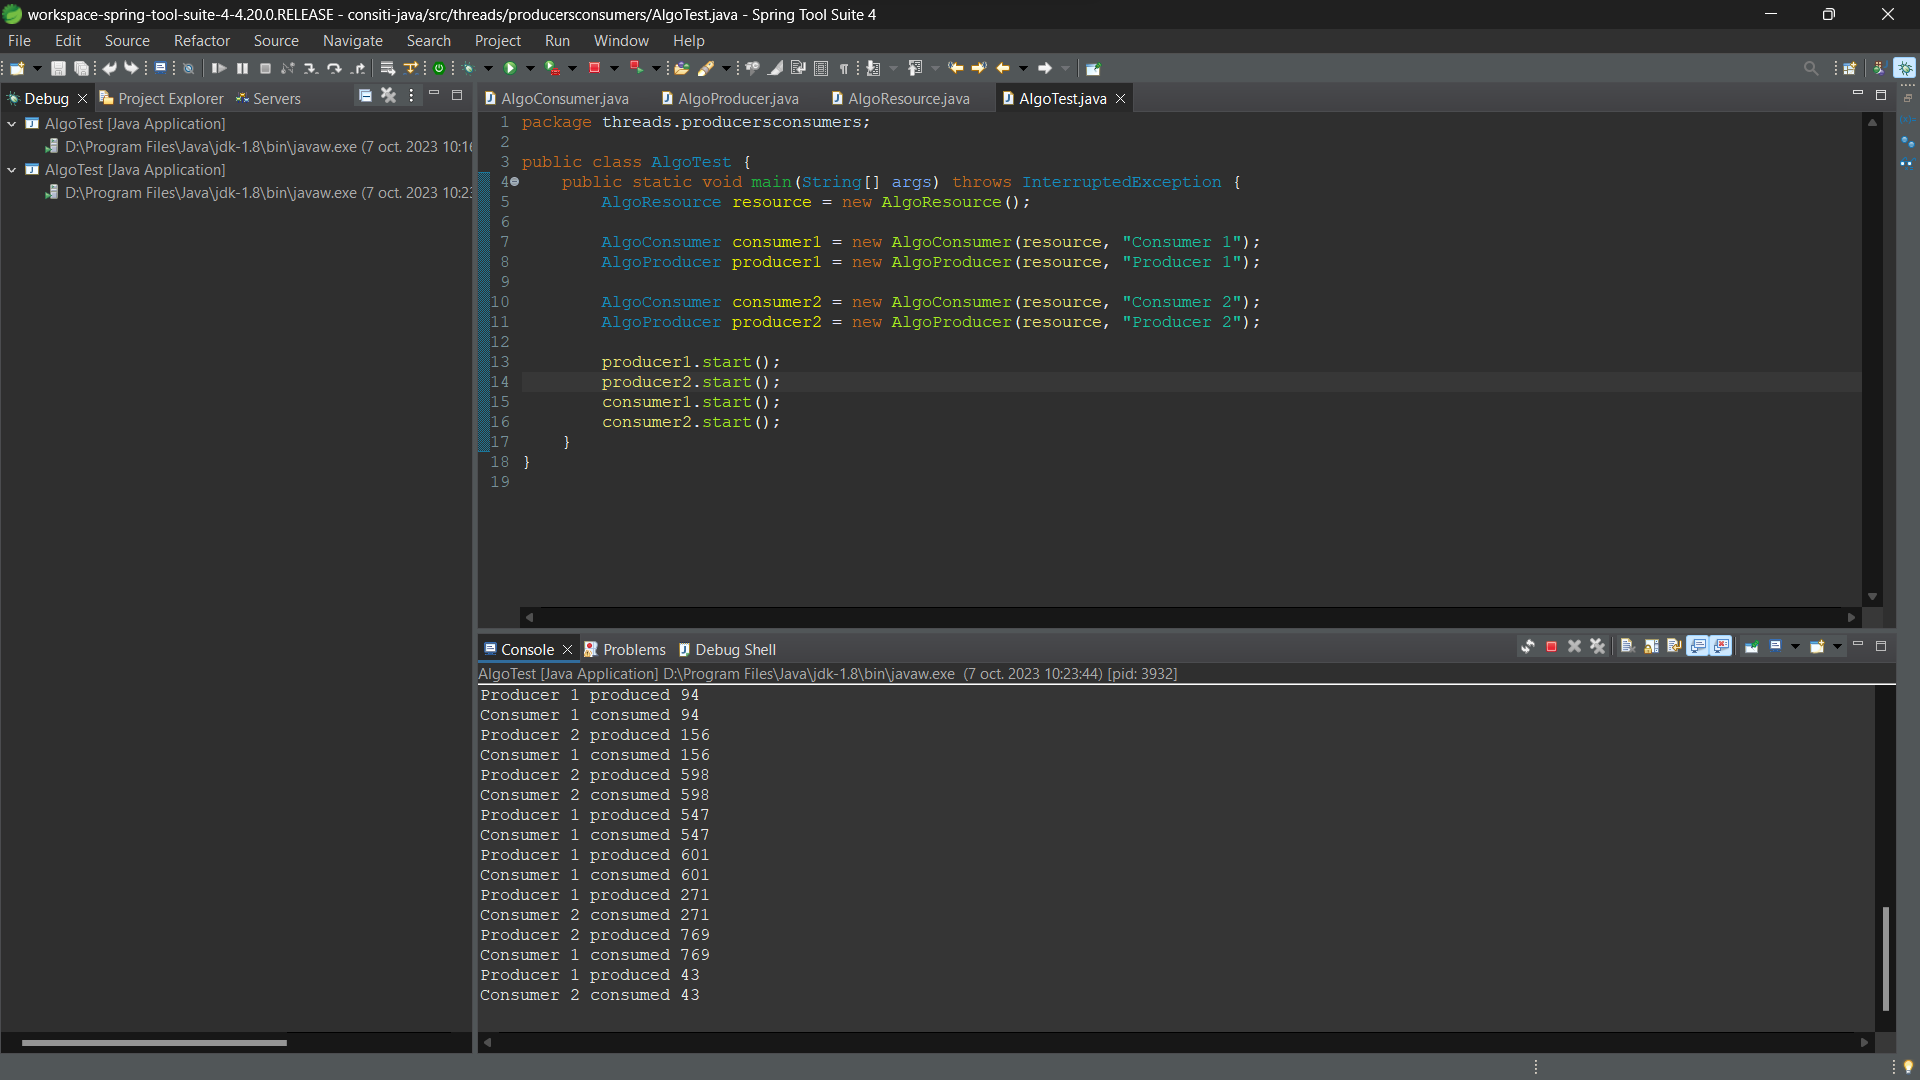 workspace-spring-tool-suite-4-4.20.0.RELEASE - consiti-java/src/threads/producersconsumers/AlgoTest.java - Spring Tool Suite 4
File Edit Source Refactor Source Navigate Search Project Run Window Help
Debug Project Explorer Servers
AlgoTest [Java Application]
D:\Program Files\Java\jdk-1.8\bin\javaw.exe (7 oct. 2023 10:16
AlgoTest [Java Application]
D:\Program Files\Java\jdk-1.8\bin\javaw.exe (7 oct. 2023 10:23
AlgoConsumer.java AlgoProducer.java AlgoResource.java AlgoTest.java
1 package threads.producersconsumers;
2
3 public class AlgoTest {
4 public static void main(String[] args) throws InterruptedException {
5 AlgoResource resource = new AlgoResource();
6
7 AlgoConsumer consumer1 = new AlgoConsumer(resource, "Consumer 1");
8 AlgoProducer producer1 = new AlgoProducer(resource, "Producer 1");
9
10 AlgoConsumer consumer2 = new AlgoConsumer(resource, "Consumer 2");
11 AlgoProducer producer2 = new AlgoProducer(resource, "Producer 2");
12
13 producer1.start();
14 producer2.start();
15 consumer1.start();
16 consumer2.start();
17 }
18 }
19
Console Problems Debug Shell
AlgoTest [Java Application] D:\Program Files\Java\jdk-1.8\bin\javaw.exe (7 oct. 2023 10:23:44) [pid: 3932]
Producer 1 produced 94
Consumer 1 consumed 94
Producer 2 produced 156
Consumer 1 consumed 156
Producer 2 produced 598
Consumer 2 consumed 598
Producer 1 produced 547
Consumer 1 consumed 547
Producer 1 produced 601
Consumer 1 consumed 601
Producer 1 produced 271
Consumer 2 consumed 271
Producer 2 produced 769
Consumer 1 consumed 769
Producer 1 produced 43
Consumer 2 consumed 43